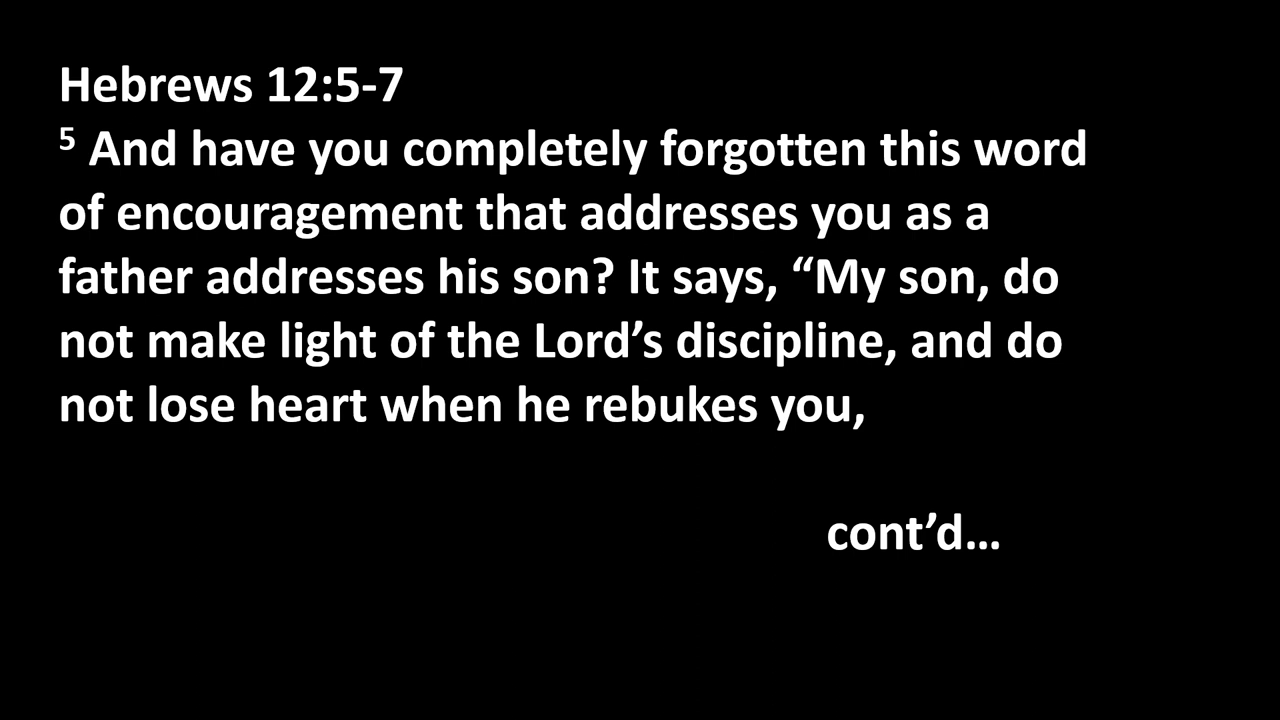 Hebrews 12:5-7
5 And have you completely forgotten this word
of encouragement that addresses you as a
father addresses his son? It says, “My son, do
not make light of the Lord’s discipline, and do
not lose heart when he rebukes you,
cont’d…